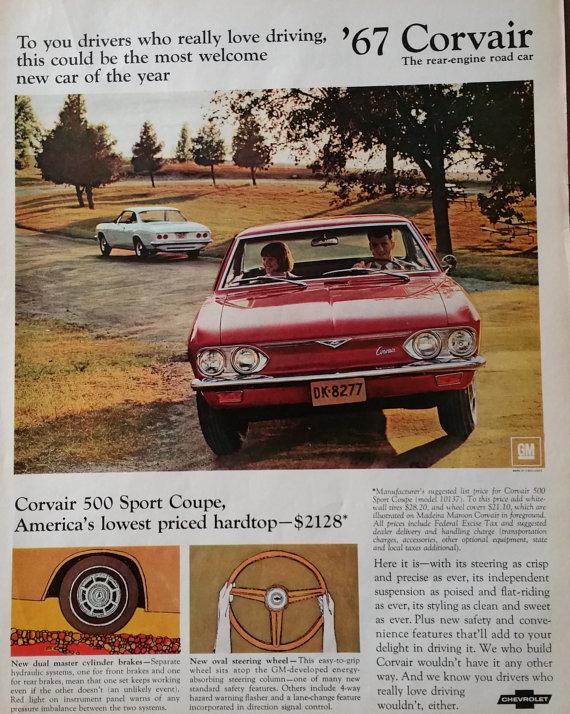 To you drivers who really love driving,
this could be the most welcome
new car of the year
'67 Corvair
The rear-engine road car
Corvair
DK·8277
GM
Corvair 500 Sport Coupe,
America's lowest priced hardtop—$2128*
*Manufacturer's suggested list price for Corvair 500
Sport Coupe (model 10137). To this price add white-
wall tires $28.20, and wheel covers $21.10, which are
illustrated on Madeira Maroon Corvair in foreground.
All prices include Federal Excise Tax and suggested
dealer delivery and handling charge (transportation
charges, accessories, other optional equipment, state
and local taxes additional).
New dual master cylinder brakes—Separate
hydraulic systems, one for front brakes and one
for rear brakes, mean that one set keeps working
even if the other doesn't (an unlikely event).
Red light on instrument panel warns of any
pressure imbalance between the two systems.
New oval steering wheel—This easy-to-grip
wheel sits atop the GM-developed energy-
absorbing steering column—one of many new
standard safety features. Others include 4-way
hazard warning flasher and a lane-change feature
incorporated in direction signal control.
Here it is—with its steering as crisp
and precise as ever, its independent
suspension as poised and flat-riding
as ever, its styling as clean and sweet
as ever. Plus new safety and conve-
nience features that'll add to your
delight in driving it. We who build
Corvair wouldn't have it any other
way. And we know you drivers who
really love driving
wouldn't, either.
CHEVROLET